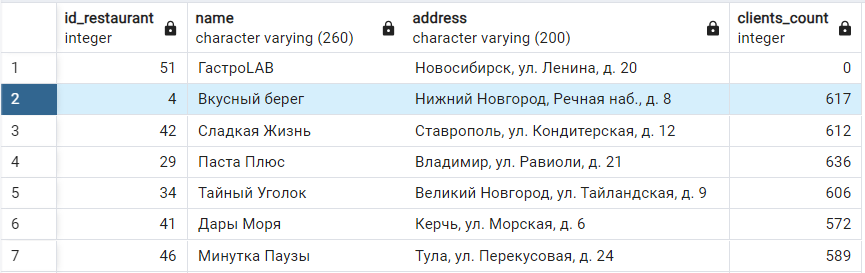 id_restaurant name address clients_count
integer character varying (260) character varying (200) integer
1 51 ГастроLAB Новосибирск, ул. Ленина, д. 20 0
2 4 Вкусный берег Нижний Новгород, Речная наб., д. 8 617
3 42 Сладкая Жизнь Ставрополь, ул. Кондитерская, д. 12 612
4 29 Паста Плюс Владимир, ул. Равиоли, д. 21 636
5 34 Тайный Уголок Великий Новгород, ул. Тайландская, д. 9 606
6 41 Дары Моря Керчь, ул. Морская, д. 6 572
7 46 Минутка Паузы Тула, ул. Перекусовая, д. 24 589